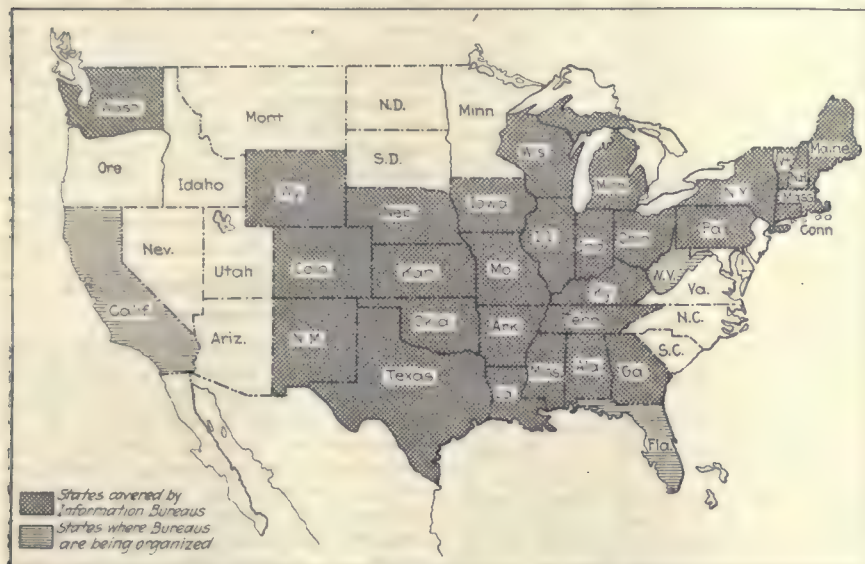 Wash
Mont
N.D.
Minn
Ore
Idaho
S.D.
Wy.
Wis
Mich
N.Y.
Vt
N.H.
Maine
Mass
Conn
Nev.
Utah
Colo
Neb
Iowa
Ill
Ind
Ohio
Pa
Calif
Ariz.
N.M.
Kan
Mo
Ky
W.V.
Va.
Okla
Ark
Tenn
N.C.
S.C.
Texas
La
Miss
Ala
Ga
Fla.
States covered by
Information Bureaus
States where Bureaus
are being organized